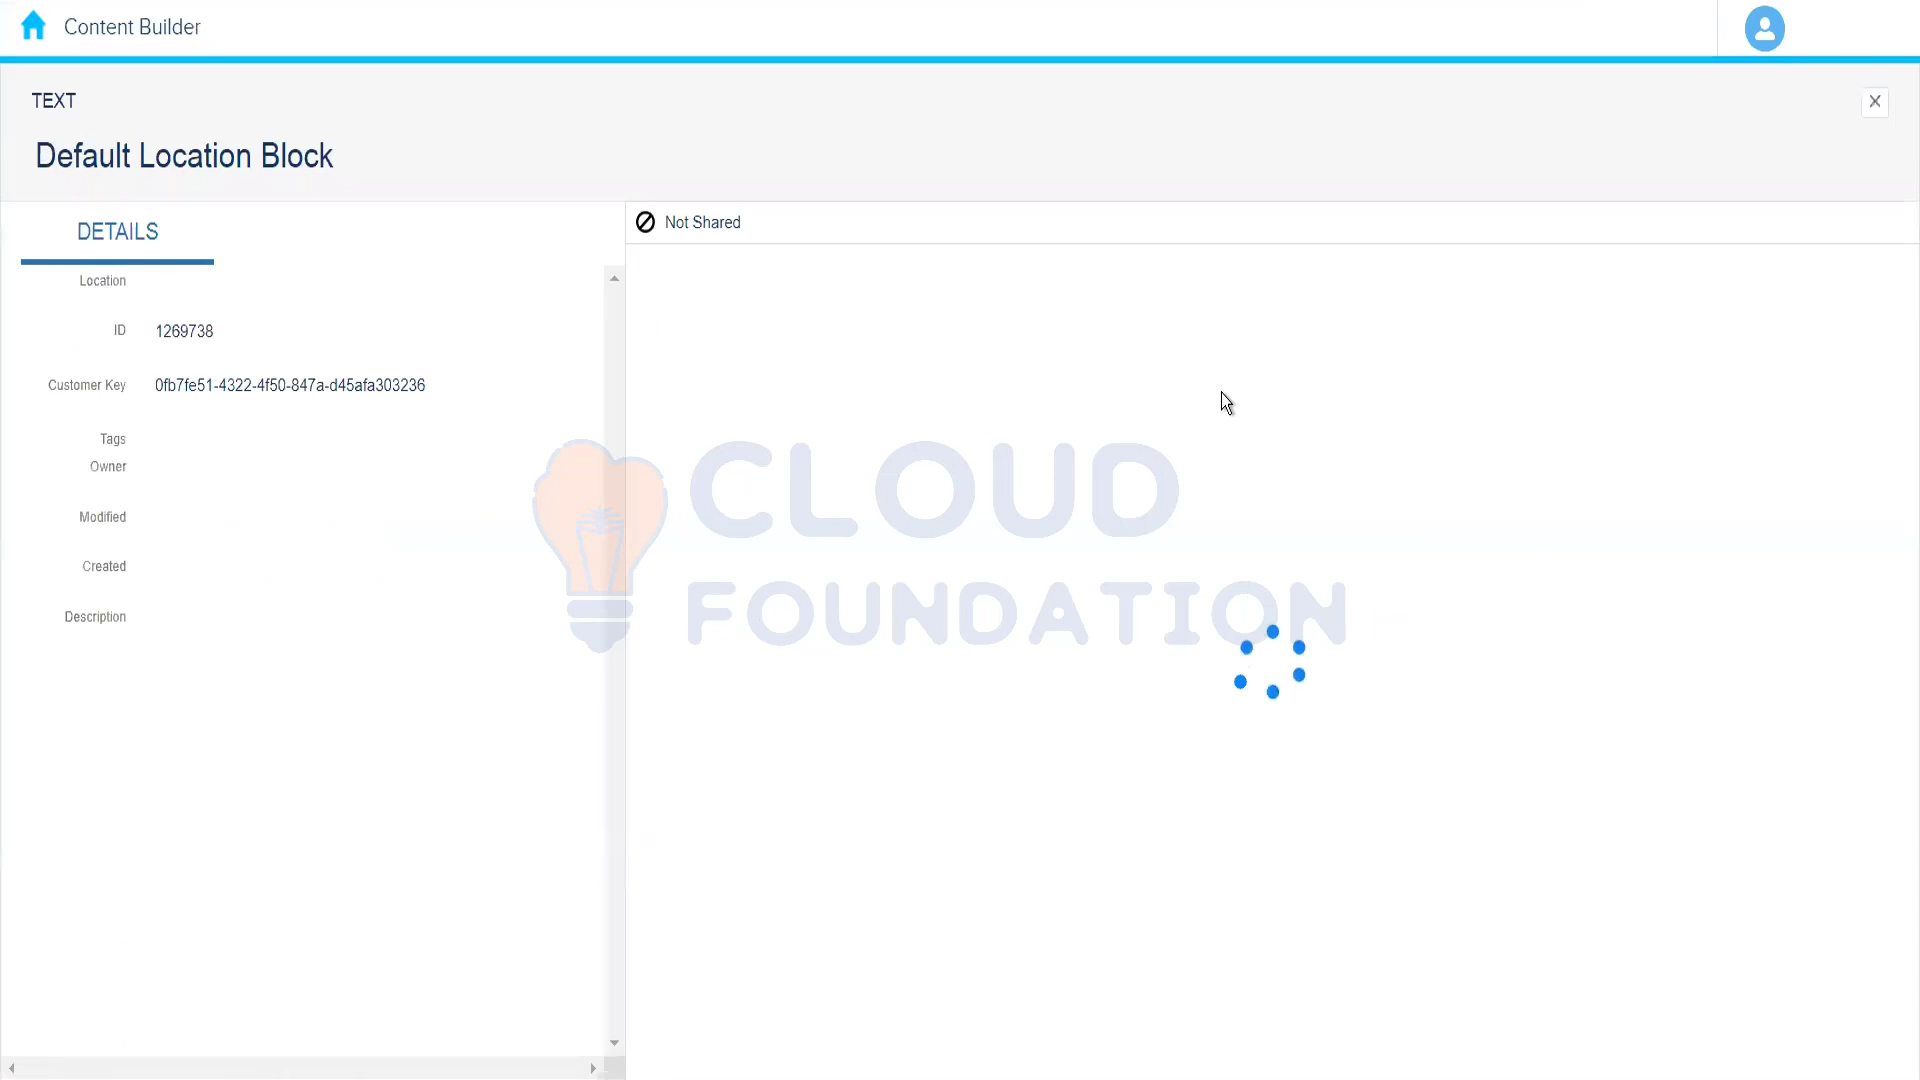 Content Builder
TEXT
Default Location Block
DETAILS
Not Shared
Location
ID 1269738
Customer Key 0fb7fe51-4322-4f50-847a-d45afa303236
Tags
Owner
Modified
Created
Description
CLOUD
FOUNDATION